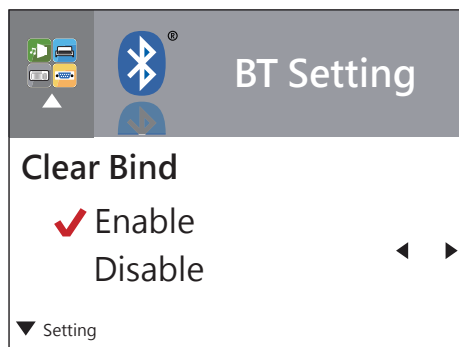 ®
BT Setting
Clear Bind
Enable
Disable
Setting